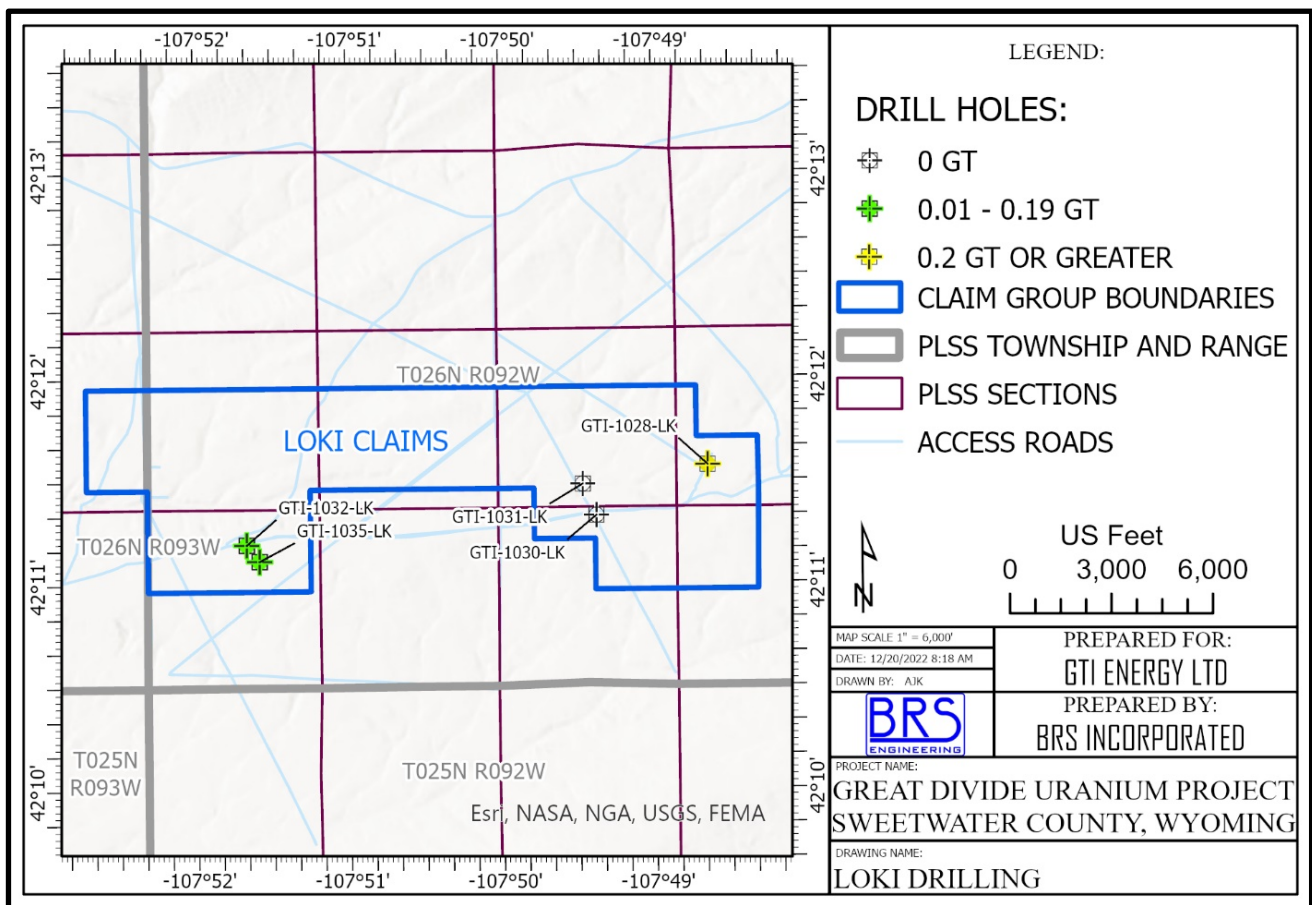 -107°52'
-107°51'
-107°50'
-107°49'
42°13'
42°12'
42°11'
42°10'
42°13'
42°12'
42°11'
42°10'
T026N R092W
GTI-1028-LK
LOKI CLAIMS
GTI-1032-LK
GTI-1031-LK
GTI-1035-LK
T026N R093W
GTI-1030-LK
T025N
R093W
T025N R092W
Esri, NASA, NGA, USGS, FEMA
-107°52'
-107°51'
-107°50'
-107°49'
LEGEND:
DRILL HOLES:
0 GT
0.01 - 0.19 GT
0.2 GT OR GREATER
CLAIM GROUP BOUNDARIES
PLSS TOWNSHIP AND RANGE
PLSS SECTIONS
ACCESS ROADS
N
US Feet
0 3,000 6,000
MAP SCALE 1" = 6,000'
DATE: 12/20/2022 8:18 AM
DRAWN BY: AJK
PREPARED FOR:
GTI ENERGY LTD
BRS
ENGINEERING
PREPARED BY:
BRS INCORPORATED
PROJECT NAME:
GREAT DIVIDE URANIUM PROJECT
SWEETWATER COUNTY, WYOMING
DRAWING NAME:
LOKI DRILLING